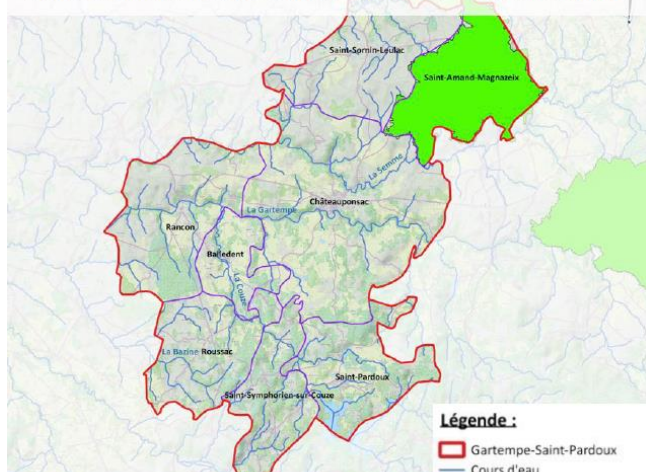 Saint-Sornin-Leulac
Saint-Amand-Magnazeix
La Semme
Châteauponsac
La Gartempe
Rancon
Balledent
La Couze
La Bazine
Roussac
Saint-Pardoux
Saint-Symphorien-sur-Couze
Légende :
Gartempe-Saint-Pardoux
Cours d'eau